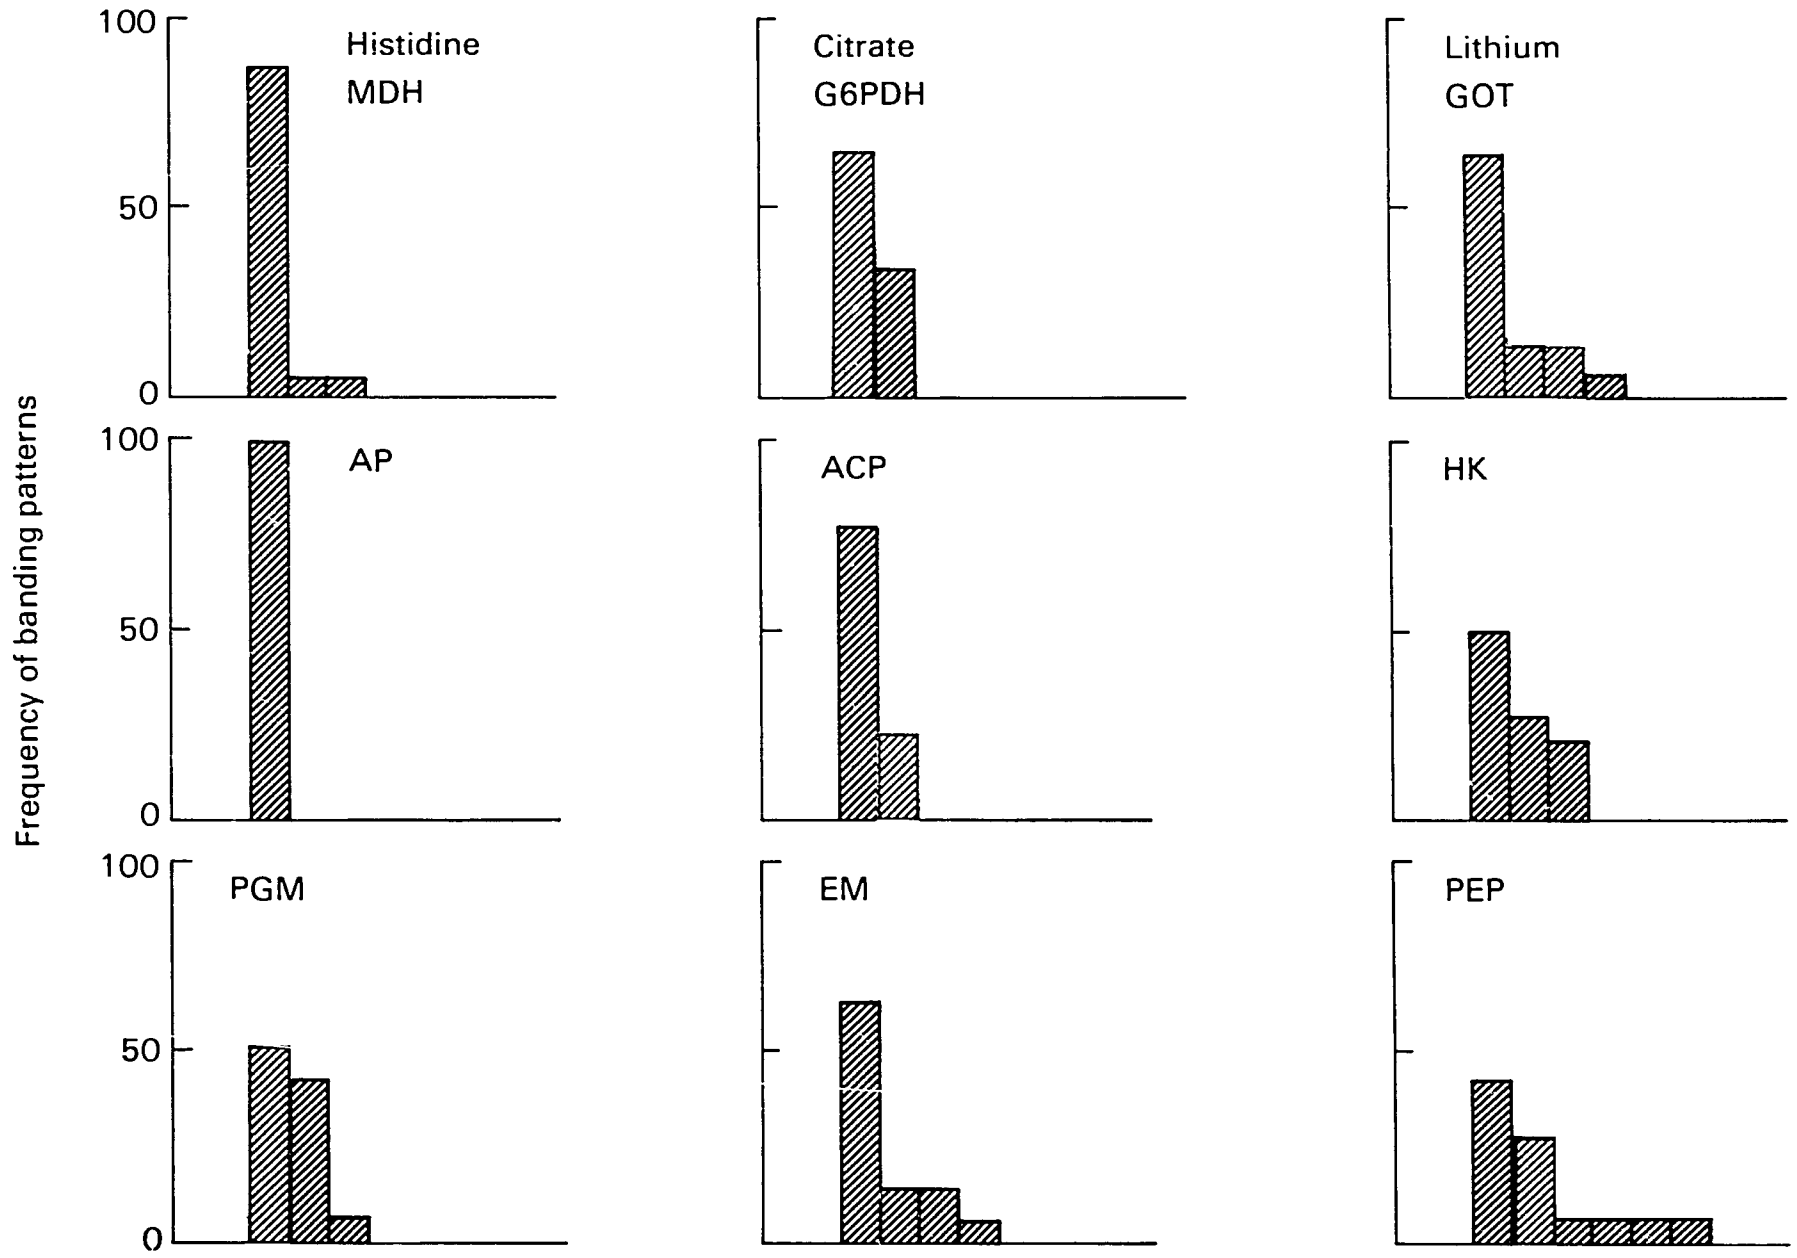 Frequency of banding patterns
100
50
0
Histidine
MDH
Citrate
G6PDH
Lithium
GOT
100
50
0
AP
ACP
HK
100
50
0
PGM
EM
PEP